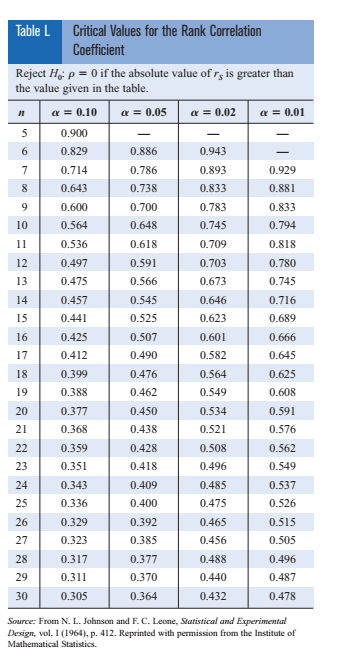 Table L Critical Values for the Rank Correlation
Coefficient
Reject H₀: ρ = 0 if the absolute value of rₛ is greater than
the value given in the table.
n α = 0.10 α = 0.05 α = 0.02 α = 0.01
5 0.900 — — —
6 0.829 0.886 0.943 —
7 0.714 0.786 0.893 0.929
8 0.643 0.738 0.833 0.881
9 0.600 0.700 0.783 0.833
10 0.564 0.648 0.745 0.794
11 0.536 0.618 0.709 0.818
12 0.497 0.591 0.703 0.780
13 0.475 0.566 0.673 0.745
14 0.457 0.545 0.646 0.716
15 0.441 0.525 0.623 0.689
16 0.425 0.507 0.601 0.666
17 0.412 0.490 0.582 0.645
18 0.399 0.476 0.564 0.625
19 0.388 0.462 0.549 0.608
20 0.377 0.450 0.534 0.591
21 0.368 0.438 0.521 0.576
22 0.359 0.428 0.508 0.562
23 0.351 0.418 0.496 0.549
24 0.343 0.409 0.485 0.537
25 0.336 0.400 0.475 0.526
26 0.329 0.392 0.465 0.515
27 0.323 0.385 0.456 0.505
28 0.317 0.377 0.488 0.496
29 0.311 0.370 0.440 0.487
30 0.305 0.364 0.432 0.478
Source: From N. L. Johnson and F. C. Leone, Statistical and Experimental
Design, vol. I (1964), p. 412. Reprinted with permission from the Institute of
Mathematical Statistics.